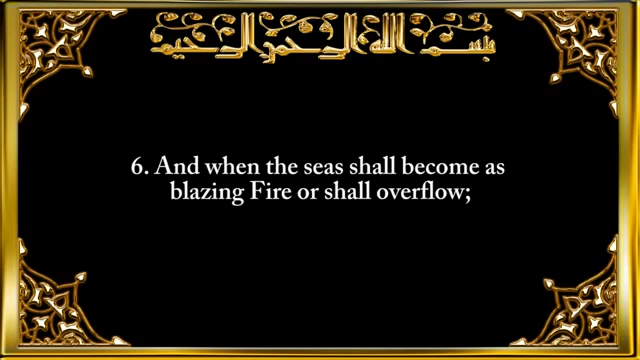 بسم الله الرحمن الرحيم
6. And when the seas shall become as
blazing Fire or shall overflow;